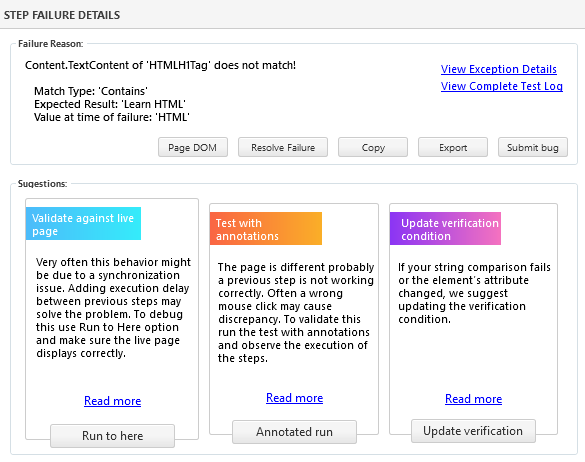 STEP FAILURE DETAILS
Failure Reason:
Content.TextContent of 'HTMLH1Tag' does not match!
View Exception Details
View Complete Test Log
Match Type: 'Contains'
Expected Result: 'Learn HTML'
Value at time of failure: 'HTML'
Page DOM
Resolve Failure
Copy
Export
Submit bug
Sugestions:
Validate against live
page
Very often this behavior might
be due to a synchronization
issue. Adding execution delay
between previous steps may
solve the problem. To debug
this use Run to Here option
and make sure the live page
displays correctly.
Read more
Run to here
Test with
annotations
The page is different probably
a previous step is not working
correctly. Often a wrong
mouse click may cause
discrepancy. To validate this
run the test with annotations
and observe the execution of
the steps.
Read more
Annotated run
Update verification
condition
If your string comparison fails
or the element's attribute
changed, we suggest
updating the verification
condition.
Read more
Update verification